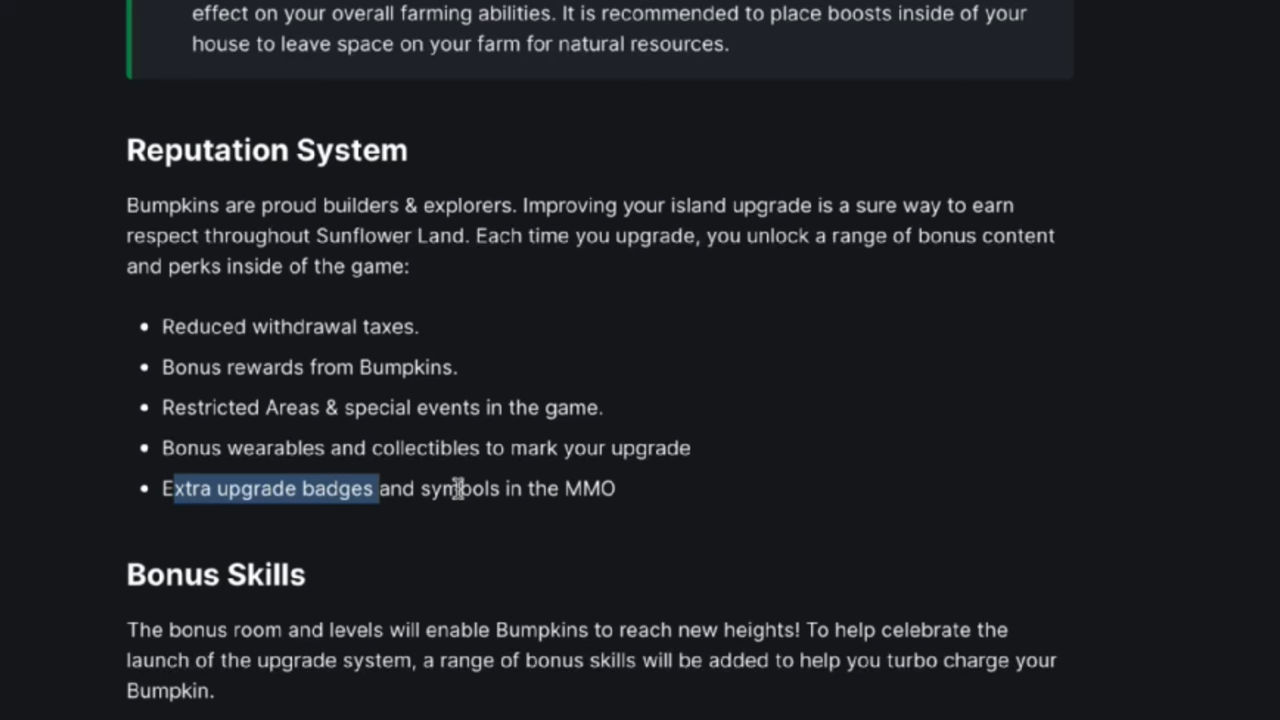 effect on your overall farming abilities. It is recommended to place boosts inside of your
house to leave space on your farm for natural resources.
Reputation System
Bumpkins are proud builders & explorers. Improving your island upgrade is a sure way to earn
respect throughout Sunflower Land. Each time you upgrade, you unlock a range of bonus content
and perks inside of the game:
• Reduced withdrawal taxes.
• Bonus rewards from Bumpkins.
• Restricted Areas & special events in the game.
• Bonus wearables and collectibles to mark your upgrade
• Extra upgrade badges and symbols in the MMO
Bonus Skills
The bonus room and levels will enable Bumpkins to reach new heights! To help celebrate the
launch of the upgrade system, a range of bonus skills will be added to help you turbo charge your
Bumpkin.